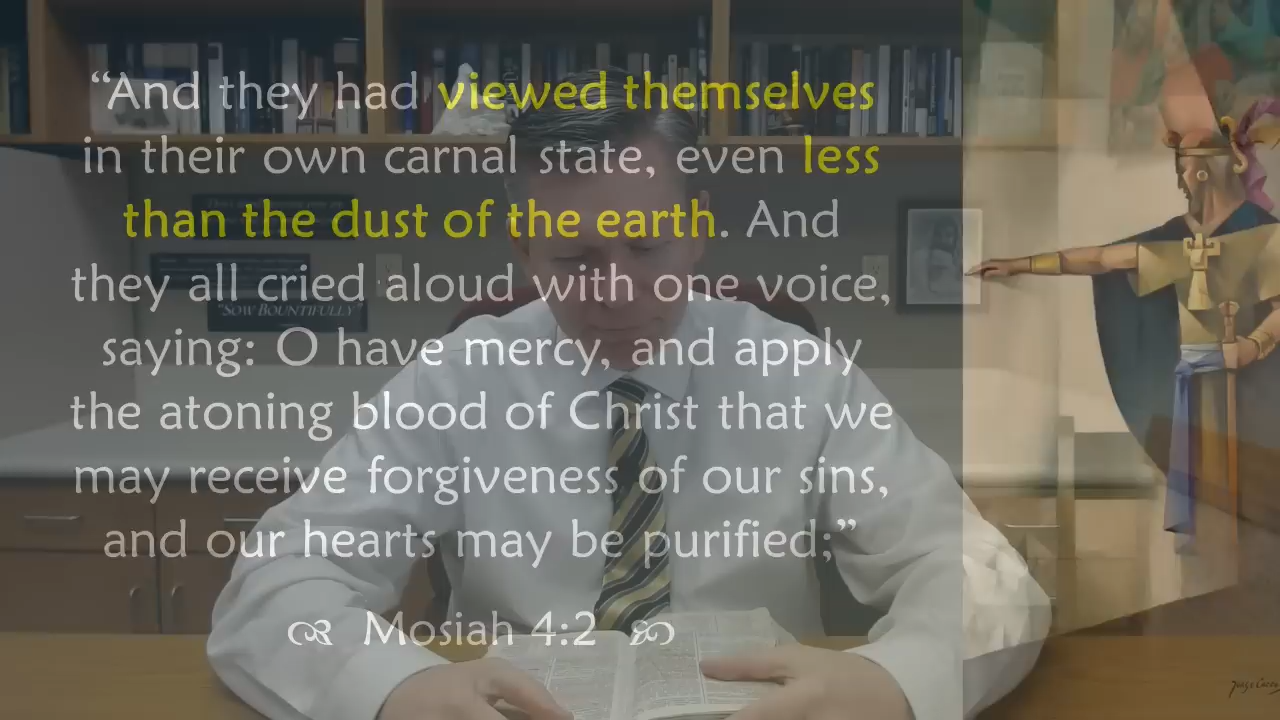 “And they had viewed themselves
in their own carnal state, even less
than the dust of the earth. And
they all cried aloud with one voice,
saying: O have mercy, and apply
the atoning blood of Christ that we
may receive forgiveness of our sins,
and our hearts may be purified;”
Mosiah 4:2
“SOW BOUNTIFULLY”